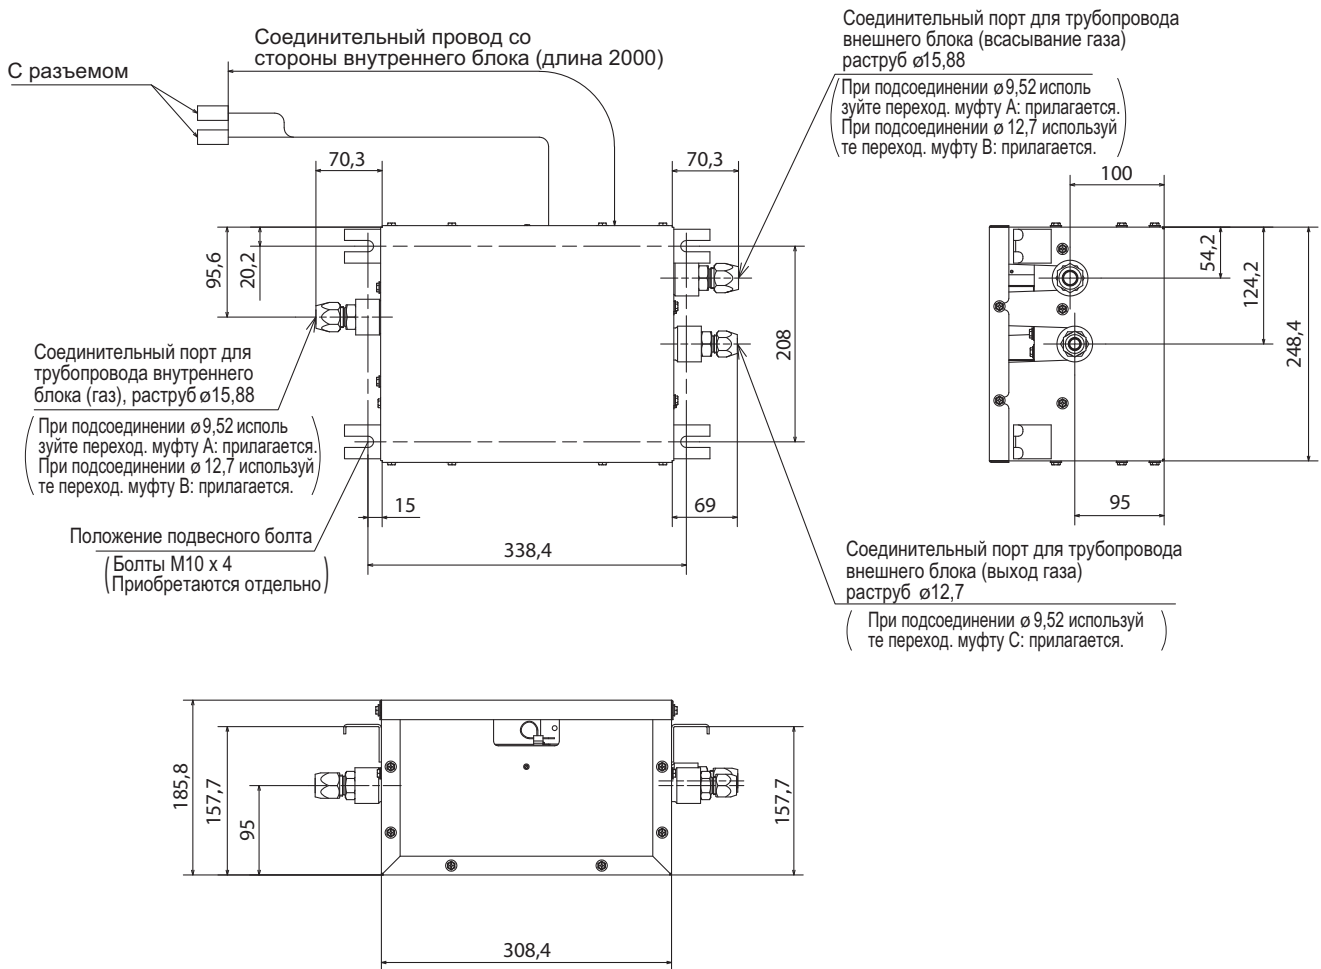 Соединительный провод со
стороны внутреннего блока (длина 2000)
С разъемом
Соединительный порт для трубопровода
внешнего блока (всасывание газа)
раструб ø15,88
При подсоединении ø 9,52 исполь
зуйте переход. муфту A: прилагается.
При подсоединении ø 12,7 используй
те переход. муфту B: прилагается.
70,3
70,3
100
95,6
20,2
54,2
124,2
208
248,4
Соединительный порт для
трубопровода внутреннего
блока (газ), раструб ø15,88
(При подсоединении ø 9,52 исполь
зуйте переход. муфту A: прилагается.
При подсоединении ø 12,7 используй
те переход. муфту B: прилагается.)
15
69
95
Положение подвесного болта
(Болты M10 x 4
Приобретаются отдельно)
338,4
Соединительный порт для трубопровода
внешнего блока (выход газа)
раструб ø12,7
(При подсоединении ø 9,52 используй
те переход. муфту C: прилагается.)
185,8
157,7
95
157,7
308,4